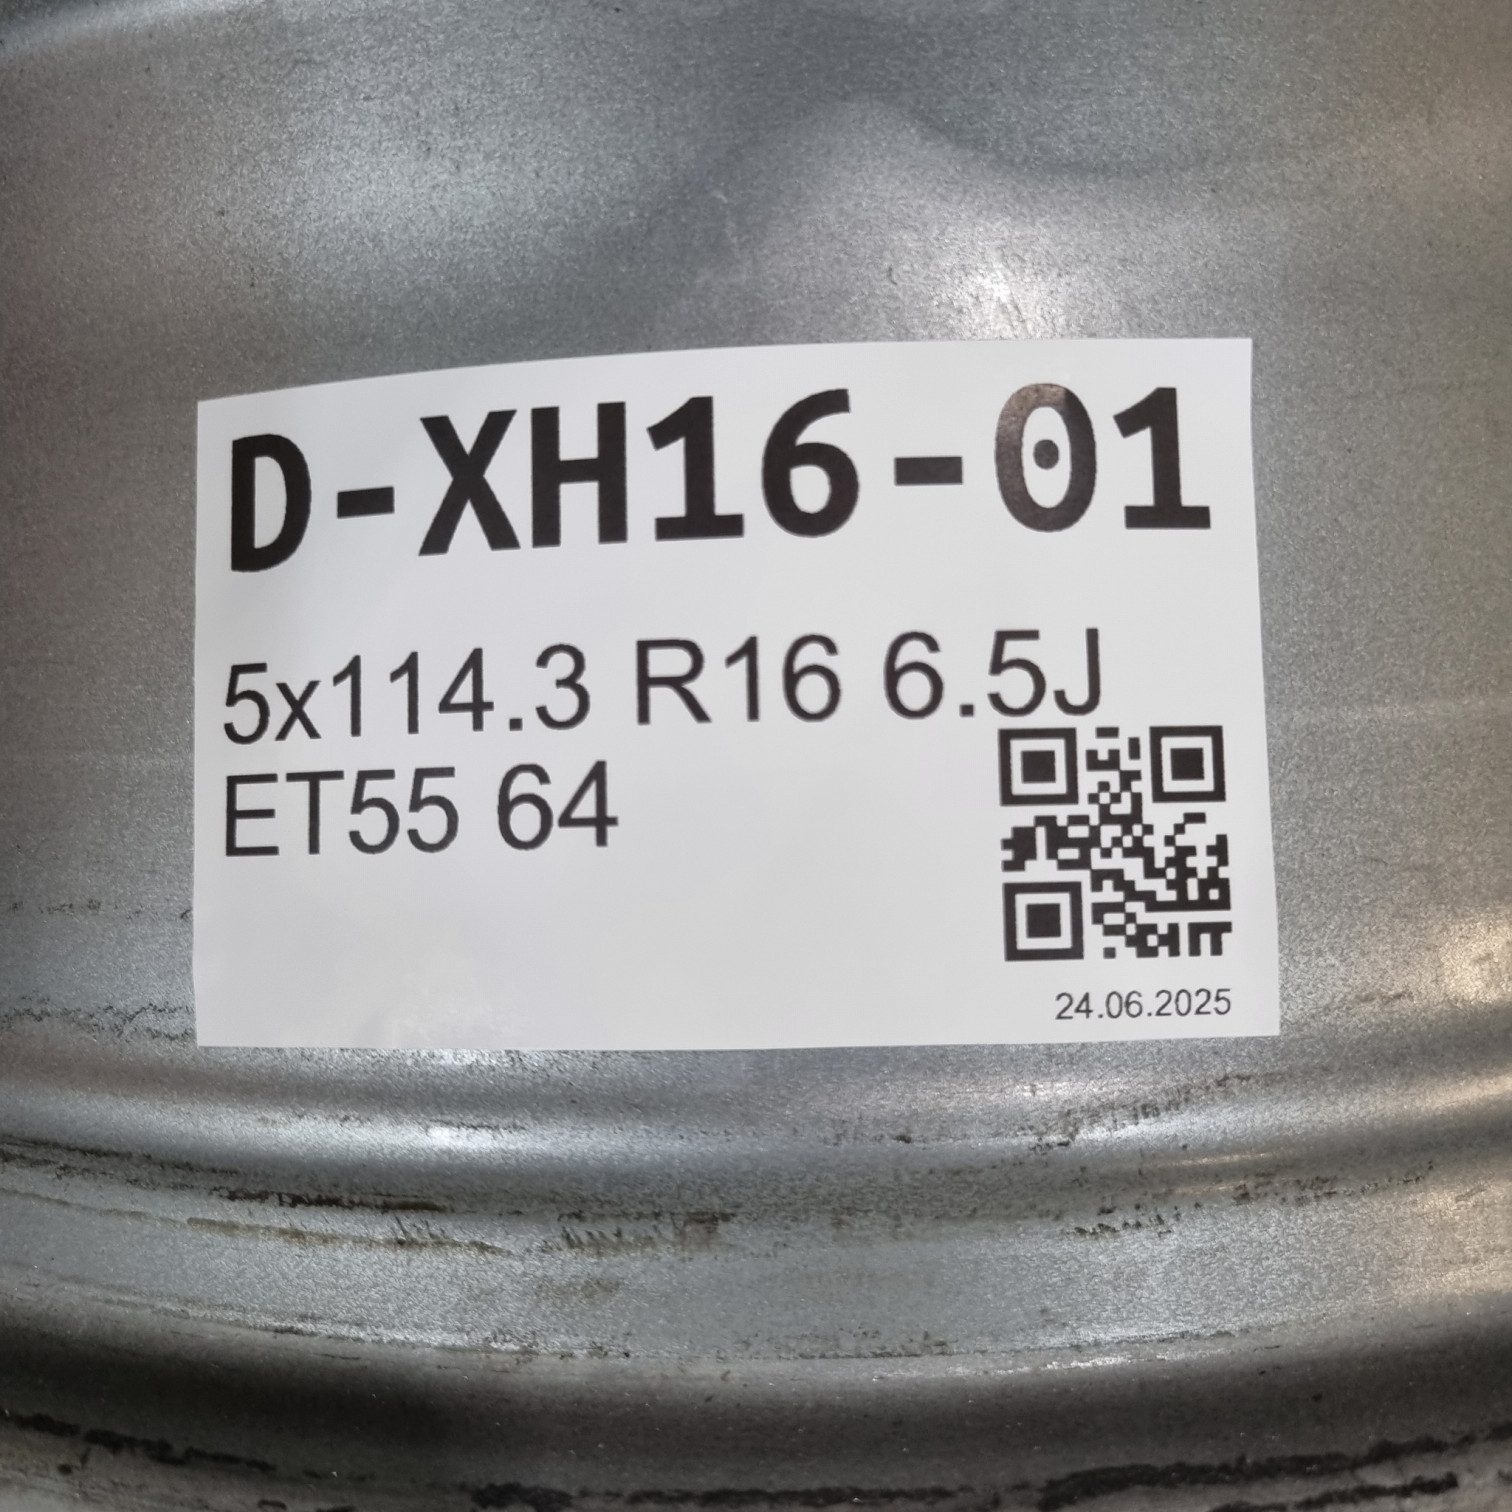 D-XH16-01
5x114.3 R16 6.5J
ET55 64
24.06.2025